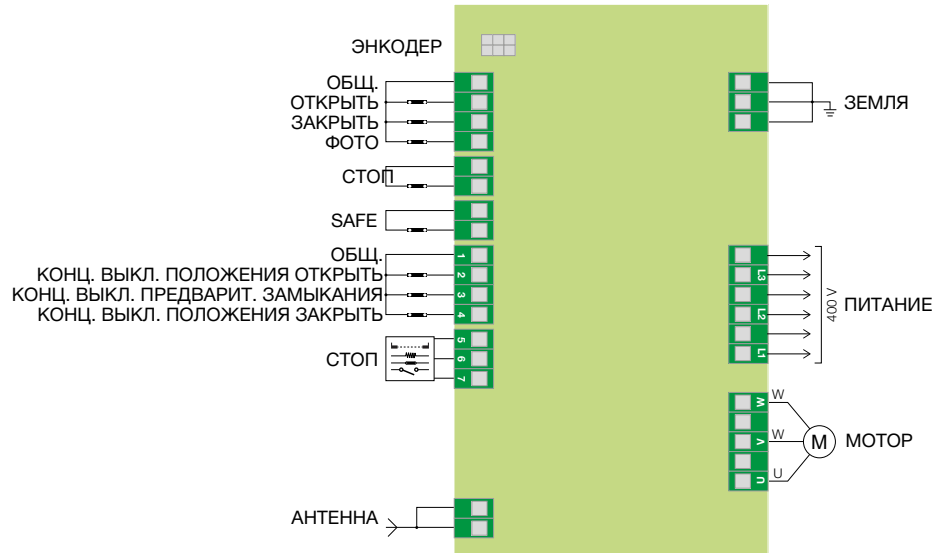 ЭНКОДЕР
ОБЩ.
ОТКРЫТЬ
ЗАКРЫТЬ
ФОТО
СТОП
SAFE
ОБЩ.
КОНЦ. ВЫКЛ. ПОЛОЖЕНИЯ ОТКРЫТЬ
КОНЦ. ВЫКЛ. ПРЕДВАРИТ. ЗАМЫКАНИЯ
КОНЦ. ВЫКЛ. ПОЛОЖЕНИЯ ЗАКРЫТЬ
СТОП
АНТЕННА
1
2
3
4
5
6
7
ЗЕМЛЯ
L3
L2
L1
400 V
ПИТАНИЕ
W
V
U
W
W
U
M
МОТОР